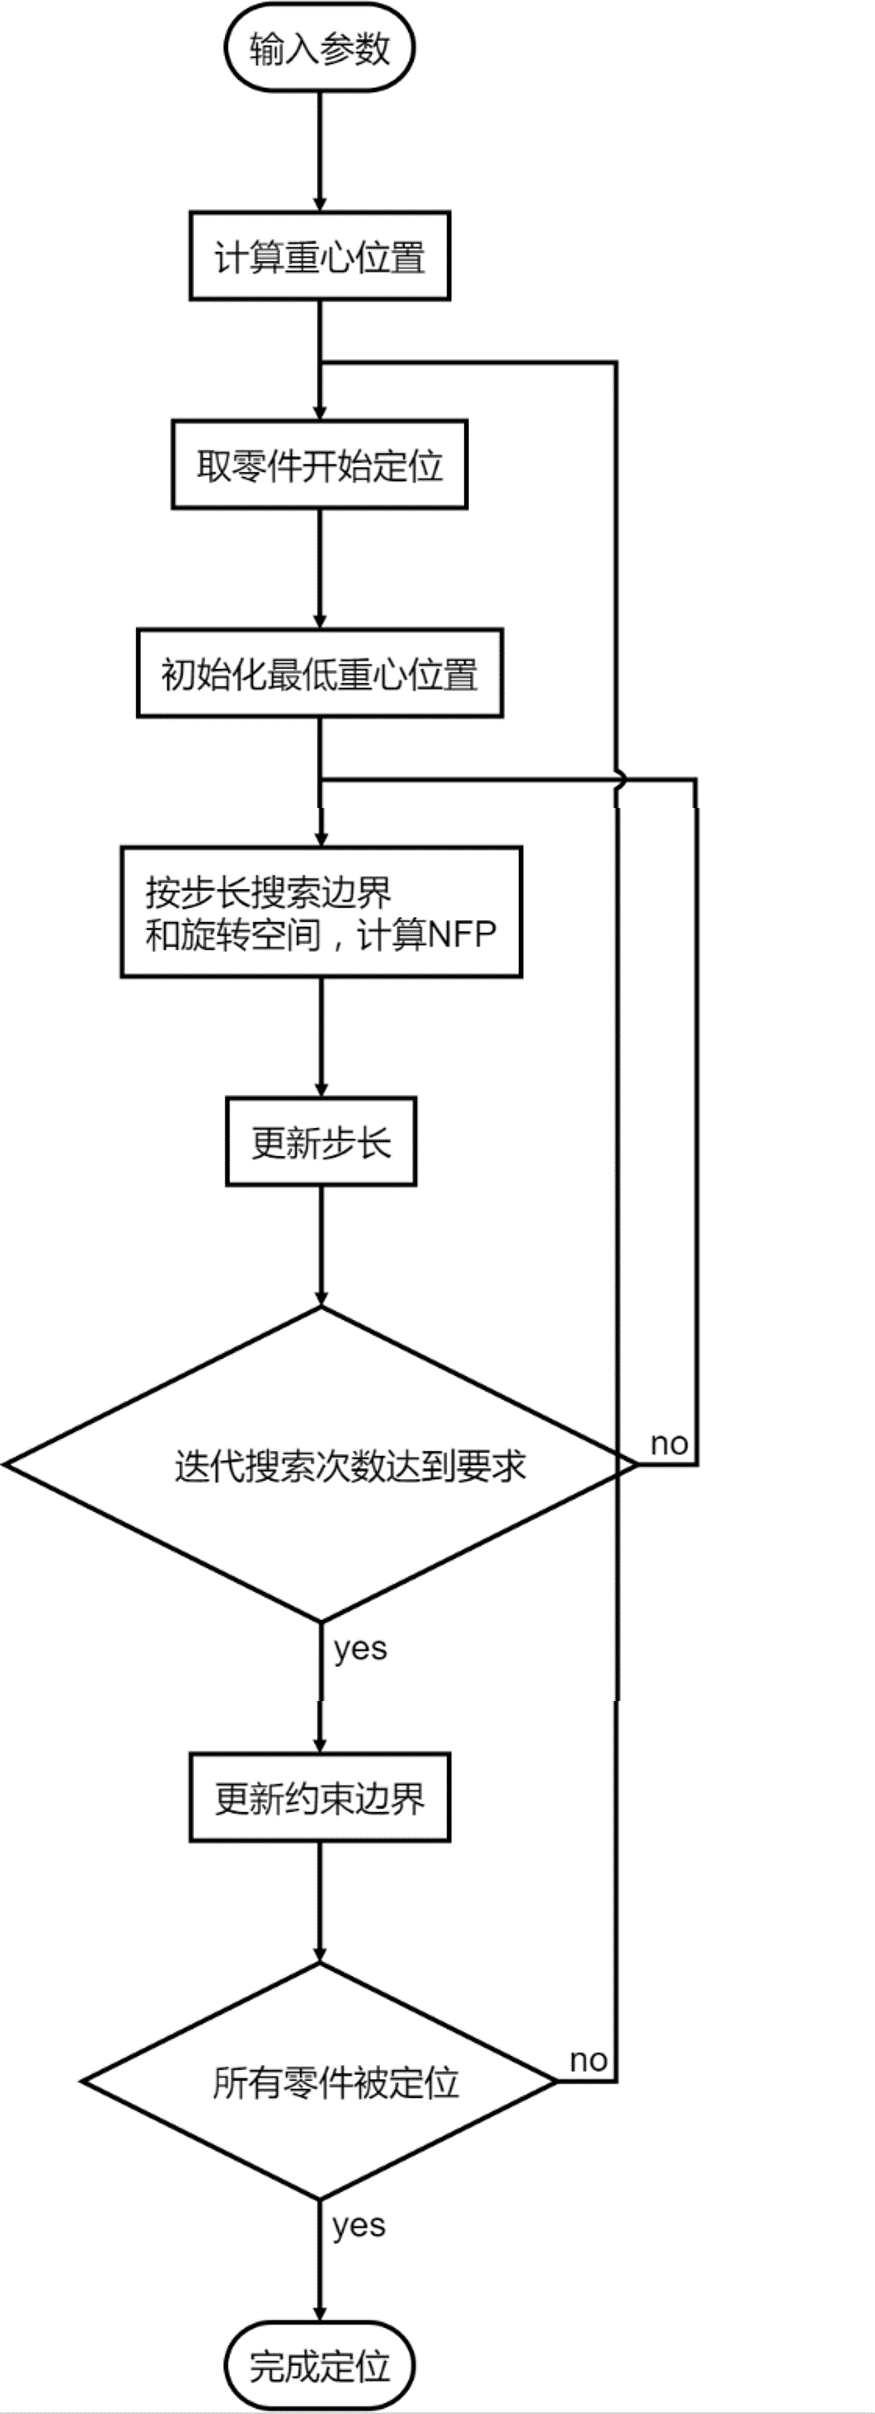 输入参数
计算重心位置
取零件开始定位
初始化最低重心位置
按步长搜索边界
和旋转空间，计算NFP
更新步长
迭代搜索次数达到要求
no
yes
更新约束边界
所有零件被定位
no
yes
完成定位